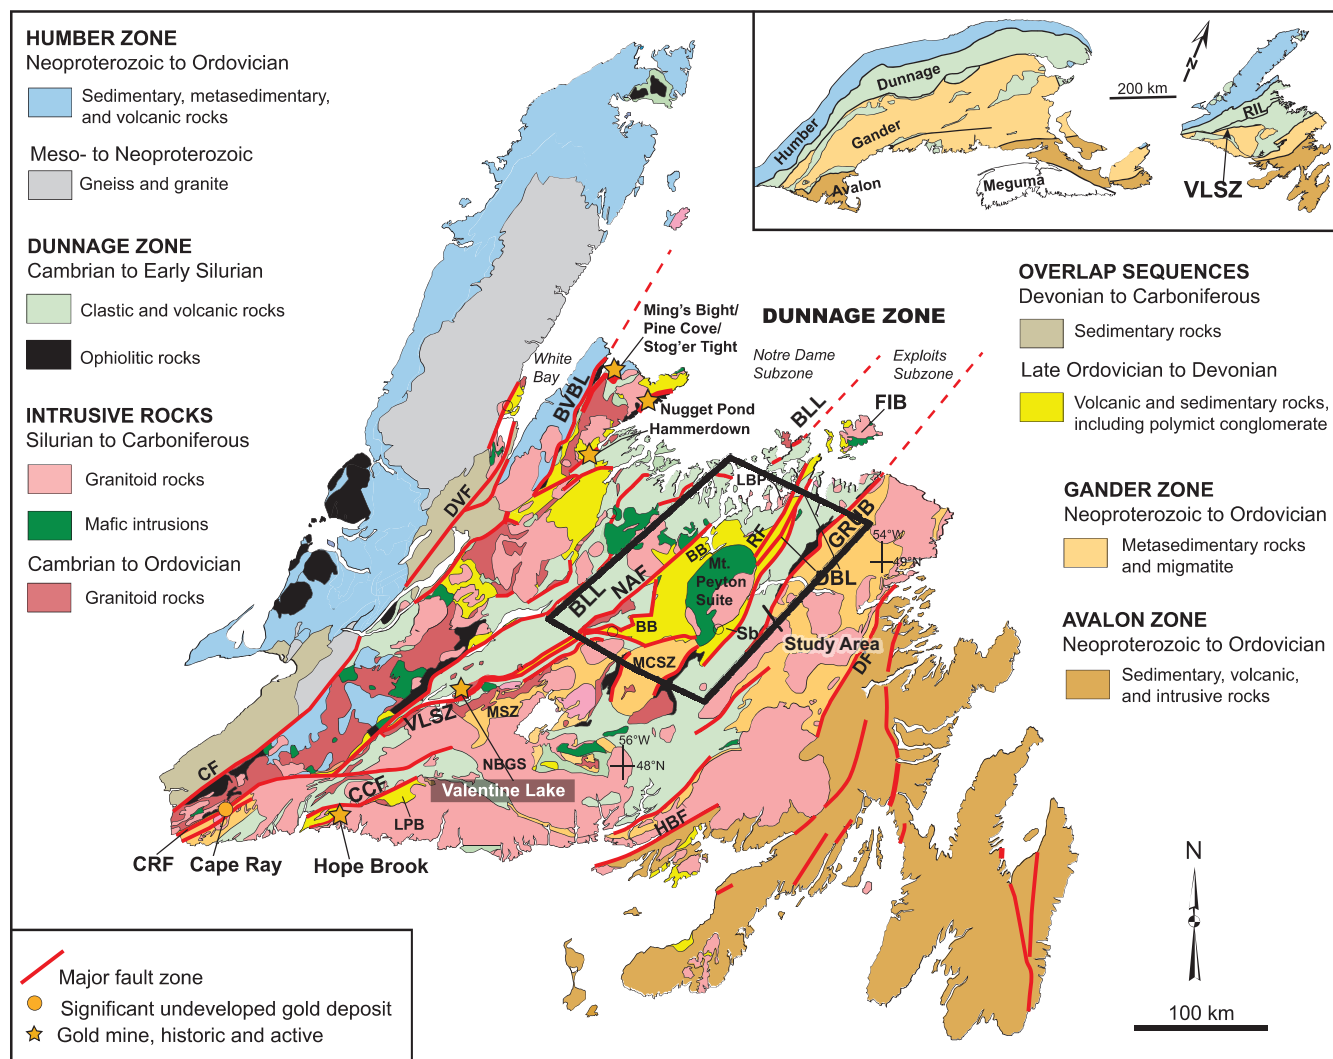 HUMBER ZONE
Neoproterozoic to Ordovician
Sedimentary, metasedimentary,
and volcanic rocks
Meso- to Neoproterozoic
Gneiss and granite
DUNNAGE ZONE
Cambrian to Early Silurian
Clastic and volcanic rocks
Ophiolitic rocks
INTRUSIVE ROCKS
Silurian to Carboniferous
Granitoid rocks
Mafic intrusions
Cambrian to Ordovician
Granitoid rocks
Humber
Dunnage
Gander
Avalon
Meguma
200 km
N
RIL
VLSZ
OVERLAP SEQUENCES
Devonian to Carboniferous
Sedimentary rocks
Late Ordovician to Devonian
Volcanic and sedimentary rocks,
including polymict conglomerate
GANDER ZONE
Neoproterozoic to Ordovician
Metasedimentary rocks
and migmatite
AVALON ZONE
Neoproterozoic to Ordovician
Sedimentary, volcanic,
and intrusive rocks
Ming's Bight/
Pine Cove/
Stog'er Tight
DUNNAGE ZONE
Notre Dame
Subzone
Exploits
Subzone
White
Bay
BVBL
Nugget Pond
Hammerdown
BLL
FIB
DVF
LBP
GRUB
54°W
49°N
RF
BB
Mt.
Peyton
Suite
DBL
BLL
NAF
BB
Sb
Study Area
MCSZ
DF
VLSZ
MSZ
56°W
48°N
NBGS
Valentine Lake
CF
CCF
LPB
HBF
CRF
Cape Ray
Hope Brook
N
100 km
Major fault zone
Significant undeveloped gold deposit
Gold mine, historic and active